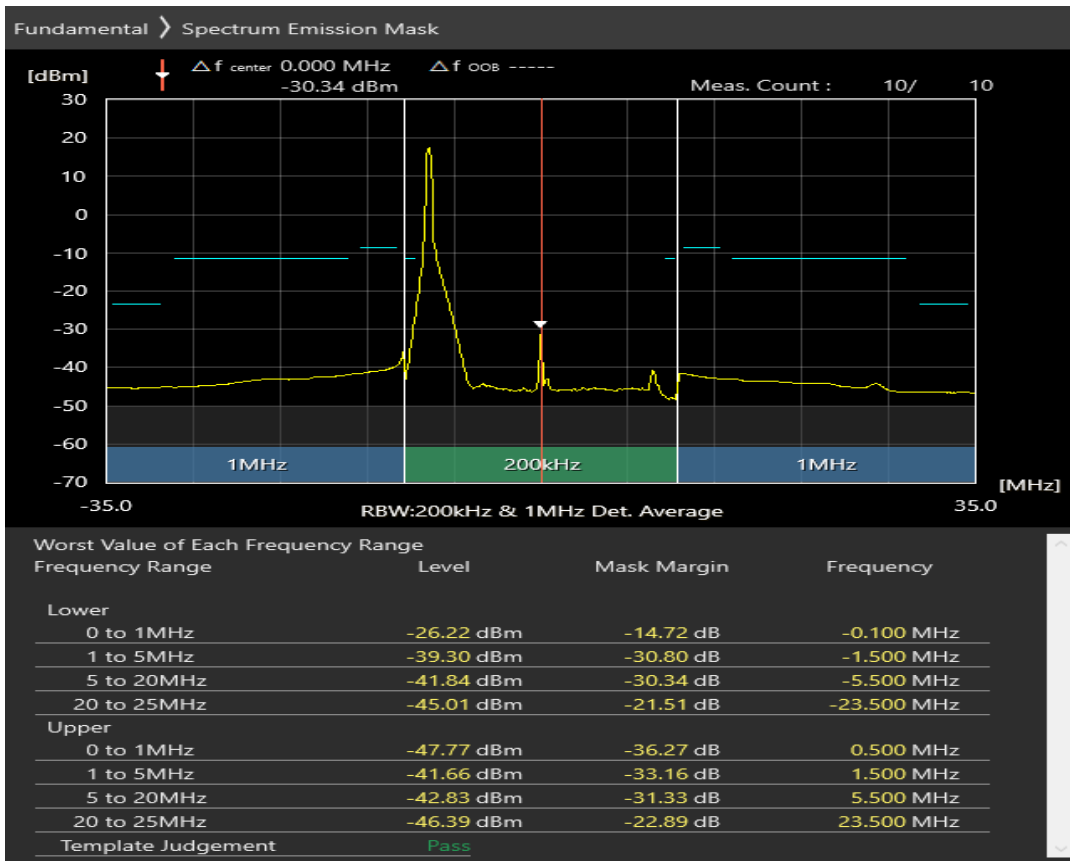 Fundamental ❯ Spectrum Emission Mask
[dBm] △f center 0.000 MHz △f OOB -----
-30.34 dBm Meas. Count : 10/ 10
30
20
10
0
-10
-20
-30
-40
-50
-60
1MHz 200kHz 1MHz
-70 [MHz]
-35.0 RBW:200kHz & 1MHz Det. Average 35.0
Worst Value of Each Frequency Range
Frequency Range Level Mask Margin Frequency
Lower
0 to 1MHz -26.22 dBm -14.72 dB -0.100 MHz
1 to 5MHz -39.30 dBm -30.80 dB -1.500 MHz
5 to 20MHz -41.84 dBm -30.34 dB -5.500 MHz
20 to 25MHz -45.01 dBm -21.51 dB -23.500 MHz
Upper
0 to 1MHz -47.77 dBm -36.27 dB 0.500 MHz
1 to 5MHz -41.66 dBm -33.16 dB 1.500 MHz
5 to 20MHz -42.83 dBm -31.33 dB 5.500 MHz
20 to 25MHz -46.39 dBm -22.89 dB 23.500 MHz
Template Judgement Pass